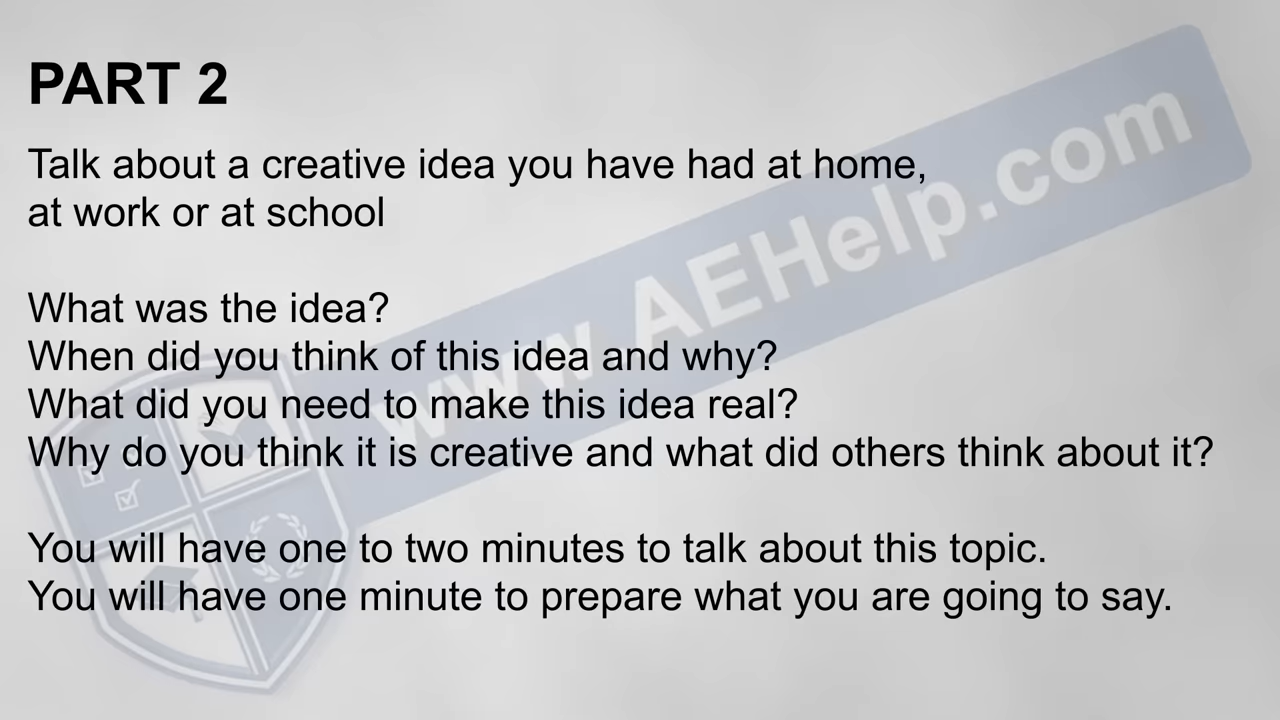 PART 2
Talk about a creative idea you have had at home,
at work or at school
What was the idea?
When did you think of this idea and why?
What did you need to make this idea real?
Why do you think it is creative and what did others think about it?
You will have one to two minutes to talk about this topic.
You will have one minute to prepare what you are going to say.
www.AEHelp.com